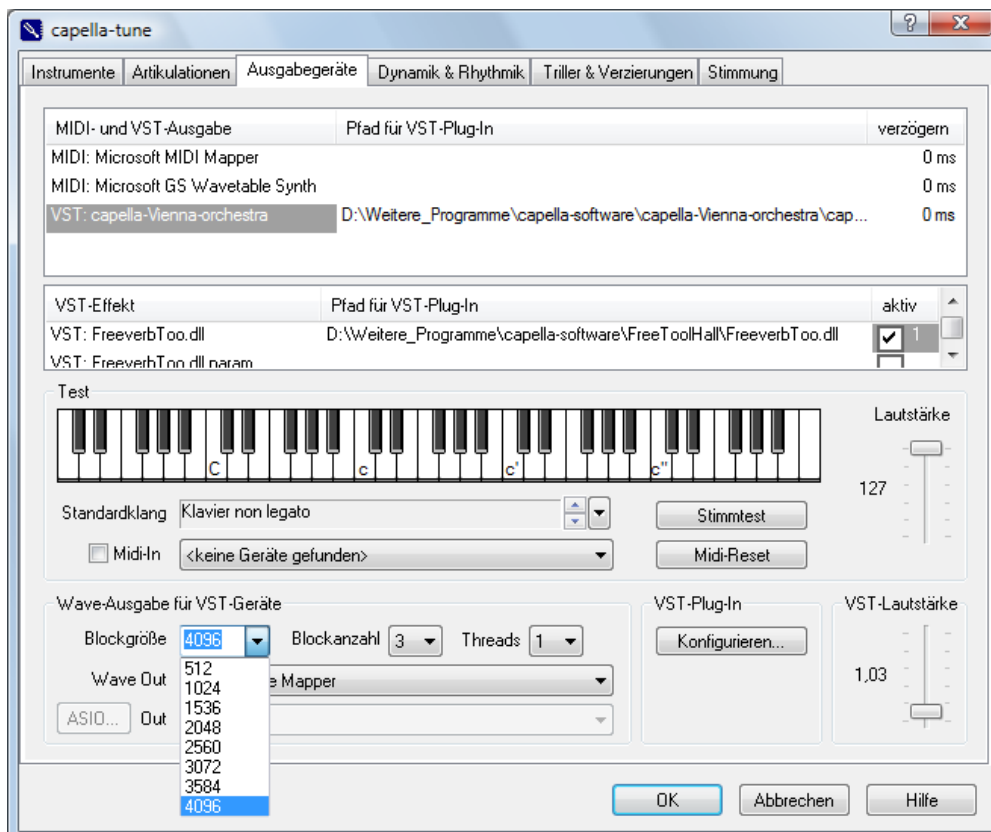 capella-tune
Instrumente Artikulationen Ausgabegeräte Dynamik & Rhythmik Triller & Verzierungen Stimmung
MIDI- und VST-Ausgabe Pfad für VST-Plug-In verzögern
MIDI: Microsoft MIDI Mapper 0 ms
MIDI: Microsoft GS Wavetable Synth 0 ms
VST: capella-Vienna-orchestra D:\Weitere_Programme\capella-software\capella-Vienna-orchestra\cap... 0 ms
VST-Effekt Pfad für VST-Plug-In aktiv
VST: FreeverbToo.dll D:\Weitere_Programme\capella-software\FreeToolHall\FreeverbToo.dll 1
VST: FreeverbToo.dll.param
Test
Lautstärke
C c c' c''
127
Standardklang Klavier non legato Stimmtest
Midi-In <keine Geräte gefunden> Midi-Reset
Wave-Ausgabe für VST-Geräte VST-Plug-In VST-Lautstärke
Blockgröße 4096 Blockanzahl 3 Threads 1 Konfigurieren...
512
Wave Out e Mapper 1,03
1024
1536
ASIO... Out
2048
2560
3072
3584
4096
OK Abbrechen Hilfe